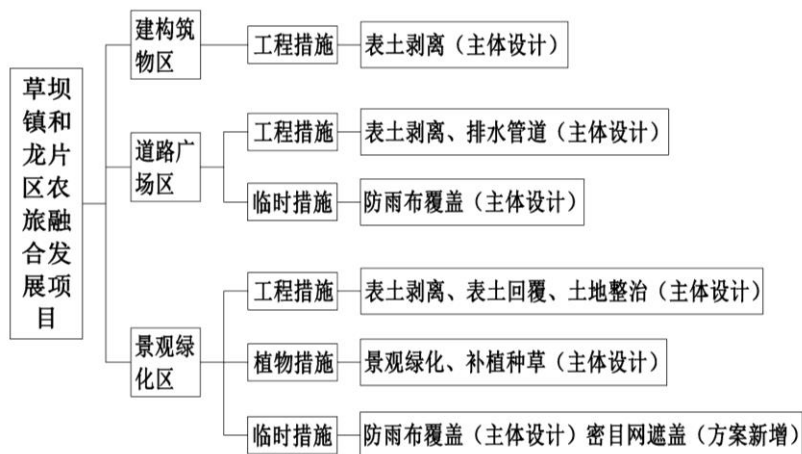 草坝
镇和
龙片
区农
旅融
合发
展项
目
建构筑
物区
工程措施
表土剥离（主体设计）
道路广
场区
工程措施
表土剥离、排水管道（主体设计）
临时措施
防雨布覆盖（主体设计）
景观绿
化区
工程措施
表土剥离、表土回覆、土地整治（主体设计）
植物措施
景观绿化、补植种草（主体设计）
临时措施
防雨布覆盖（主体设计）密目网遮盖（方案新增）